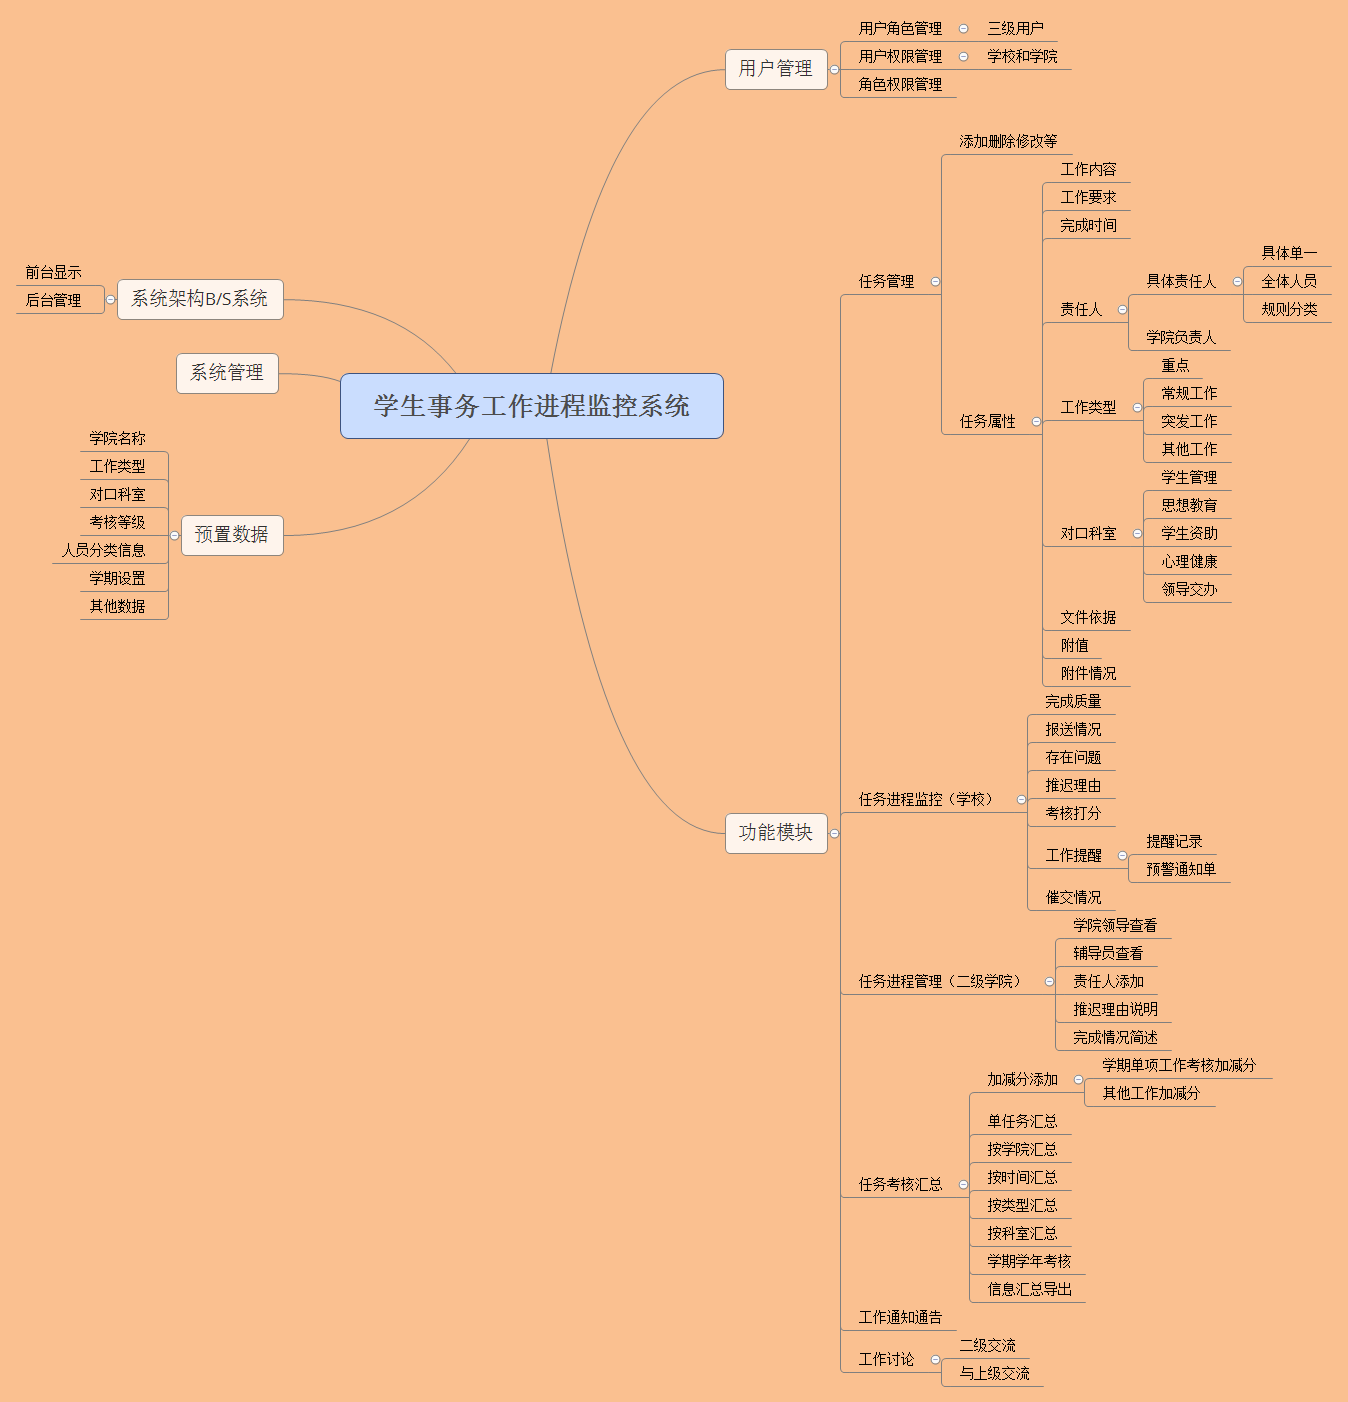 学生事务工作进程监控系统
用户管理
用户角色管理
三级用户
用户权限管理
学校和学院
角色权限管理
功能模块
任务管理
添加删除修改等
任务属性
工作内容
工作要求
完成时间
责任人
具体责任人
具体单一
全体人员
规则分类
学院负责人
工作类型
重点
常规工作
突发工作
其他工作
对口科室
学生管理
思想教育
学生资助
心理健康
领导交办
文件依据
附值
附件情况
任务进程监控（学校）
完成质量
报送情况
存在问题
推迟理由
考核打分
工作提醒
提醒记录
预警通知单
催交情况
任务进程管理（二级学院）
学院领导查看
辅导员查看
责任人添加
推迟理由说明
完成情况简述
任务考核汇总
加减分添加
学期单项工作考核加减分
其他工作加减分
单任务汇总
按学院汇总
按时间汇总
按类型汇总
按科室汇总
学期学年考核
信息汇总导出
工作通知通告
工作讨论
二级交流
与上级交流
系统架构B/S系统
前台显示
后台管理
系统管理
预置数据
学院名称
工作类型
对口科室
考核等级
人员分类信息
学期设置
其他数据